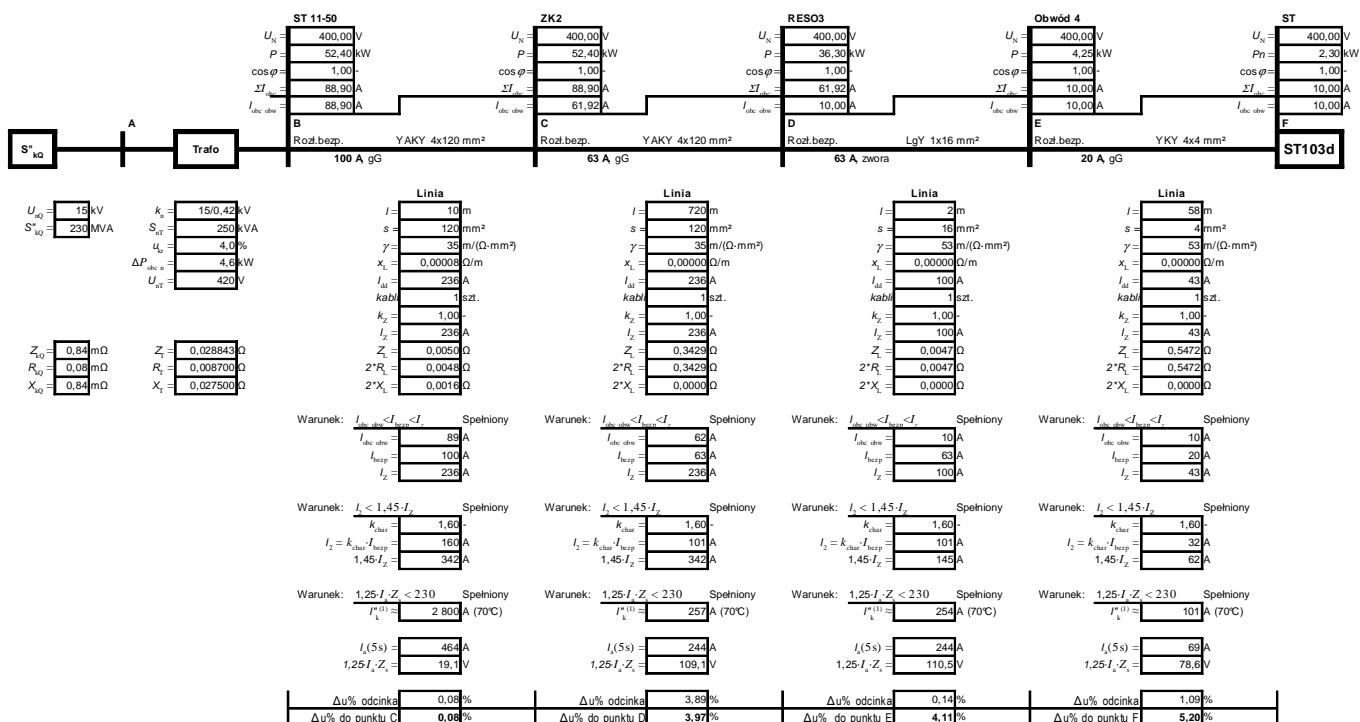 ST 11-50 ZK2 RESO3 Obwód 4 ST
U_N = 400,00 V U_N = 400,00 V U_N = 400,00 V U_N = 400,00 V U_N = 400,00 V
P = 52,40 kW P = 52,40 kW P = 36,30 kW P = 4,25 kW Pn = 2,30 kW
cosφ = 1,00 - cosφ = 1,00 - cosφ = 1,00 - cosφ = 1,00 - cosφ = 1,00 -
ΣI_obc = 88,90 A ΣI_obc = 88,90 A ΣI_obc = 61,92 A ΣI_obc = 10,00 A ΣI_obc = 10,00 A
I_obc obw = 88,90 A I_obc obw = 61,92 A I_obc obw = 10,00 A I_obc obw = 10,00 A I_obc obw = 10,00 A
A B C D E F
S"_kQ Trafo Rozł.bezp. YAKY 4x120 mm² Rozł.bezp. YAKY 4x120 mm² Rozł.bezp. LgY 1x16 mm² Rozł.bezp. YKY 4x4 mm² ST103d
100 A, gG 63 A, gG 63 A, zwora 20 A, gG
Linia Linia Linia Linia
U_nQ = 15 kV k_n = 15/0,42 kV l = 10 m l = 720 m l = 2 m l = 58 m
S"_kQ = 230 MVA S_nT = 250 kVA s = 120 mm² s = 120 mm² s = 16 mm² s = 4 mm²
u_kr = 4,0 % γ = 35 m/(Ω·mm²) γ = 35 m/(Ω·mm²) γ = 53 m/(Ω·mm²) γ = 53 m/(Ω·mm²)
ΔP_obc n = 4,6 kW x_L = 0,00008 Ω/m x_L = 0,00000 Ω/m x_L = 0,00000 Ω/m x_L = 0,00000 Ω/m
U_nT = 420 V I_dd = 236 A I_dd = 236 A I_dd = 100 A I_dd = 43 A
kabli 1 szt. kabli 1 szt. kabli 1 szt. kabli 1 szt.
k_Z = 1,00 - k_Z = 1,00 - k_Z = 1,00 - k_Z = 1,00 -
I_Z = 236 A I_Z = 236 A I_Z = 100 A I_Z = 43 A
Z_kQ = 0,84 mΩ Z_T = 0,028843 Ω Z_L = 0,0050 Ω Z_L = 0,3429 Ω Z_L = 0,0047 Ω Z_L = 0,5472 Ω
R_kQ = 0,08 mΩ R_T = 0,008700 Ω 2*R_L = 0,0048 Ω 2*R_L = 0,3429 Ω 2*R_L = 0,0047 Ω 2*R_L = 0,5472 Ω
X_kQ = 0,84 mΩ X_T = 0,027500 Ω 2*X_L = 0,0016 Ω 2*X_L = 0,0000 Ω 2*X_L = 0,0000 Ω 2*X_L = 0,0000 Ω
Warunek: I_obc obw<I_bezp<I_z Spełniony Warunek: I_obc obw<I_bezp<I_z Spełniony Warunek: I_obc obw<I_bezp<I_z Spełniony Warunek: I_obc obw<I_bezp<I_z Spełniony
I_obc obw = 89 A I_obc obw = 62 A I_obc obw = 10 A I_obc obw = 10 A
I_bezp = 100 A I_bezp = 63 A I_bezp = 63 A I_bezp = 20 A
I_Z = 236 A I_Z = 236 A I_Z = 100 A I_Z = 43 A
Warunek: I_2 < 1,45·I_Z Spełniony Warunek: I_2 < 1,45·I_Z Spełniony Warunek: I_2 < 1,45·I_Z Spełniony Warunek: I_2 < 1,45·I_Z Spełniony
k_char = 1,60 - k_char = 1,60 - k_char = 1,60 - k_char = 1,60 -
I_2 = k_char·I_bezp = 160 A I_2 = k_char·I_bezp = 101 A I_2 = k_char·I_bezp = 101 A I_2 = k_char·I_bezp = 32 A
1,45·I_Z = 342 A 1,45·I_Z = 342 A 1,45·I_Z = 145 A 1,45·I_Z = 62 A
Warunek: 1,25·I_a·Z_s < 230 Spełniony Warunek: 1,25·I_a·Z_s < 230 Spełniony Warunek: 1,25·I_a·Z_s < 230 Spełniony Warunek: 1,25·I_a·Z_s < 230 Spełniony
I"_k(1) ≈ 2 800 A (70°C) I"_k(1) ≈ 257 A (70°C) I"_k(1) ≈ 254 A (70°C) I"_k(1) ≈ 101 A (70°C)
I_a(5s) = 464 A I_a(5s) = 244 A I_a(5s) = 244 A I_a(5s) = 69 A
1,25·I_a·Z_s = 19,1 V 1,25·I_a·Z_s = 109,1 V 1,25·I_a·Z_s = 110,5 V 1,25·I_a·Z_s = 78,6 V
Δu% odcinka 0,08 % Δu% odcinka 3,89 % Δu% odcinka 0,14 % Δu% odcinka 1,09 %
Δu% do punktu C 0,08 % Δu% do punktu D 3,97 % Δu% do punktu E 4,11 % Δu% do punktu F 5,20 %